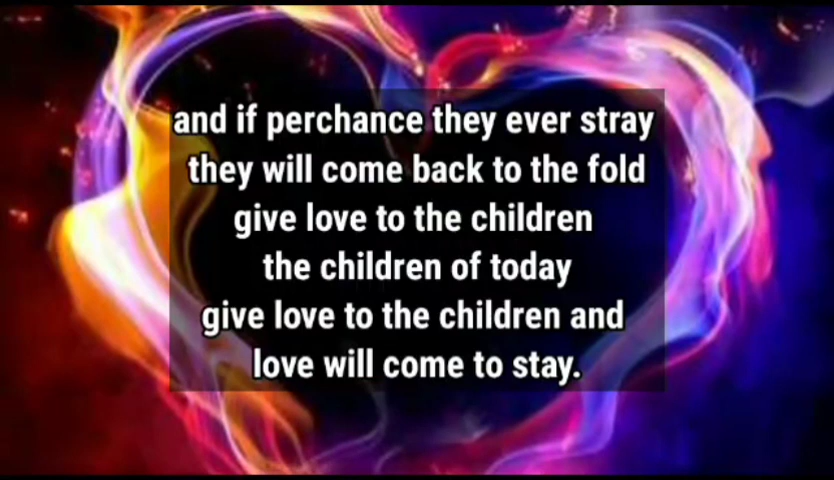 and if perchance they ever stray
they will come back to the fold
give love to the children
the children of today
give love to the children and
love will come to stay.